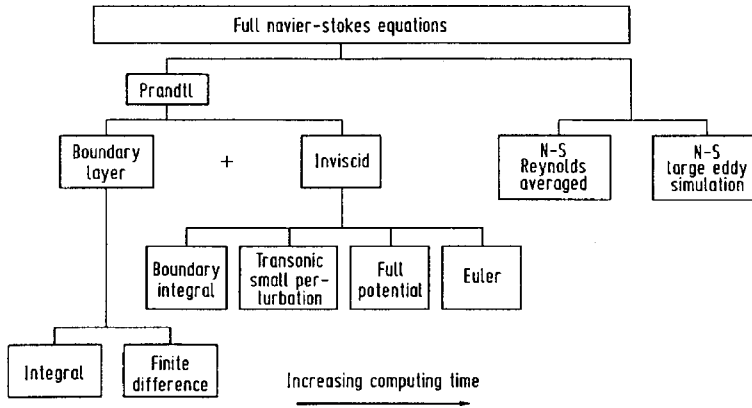 Full navier-stokes equations
Prandtl
Boundary
layer
+
Inviscid
N-S
Reynolds
averaged
N-S
large eddy
simulation
Boundary
integral
Transonic
small per-
turbation
Full
potential
Euler
Integral
Finite
difference
Increasing computing time